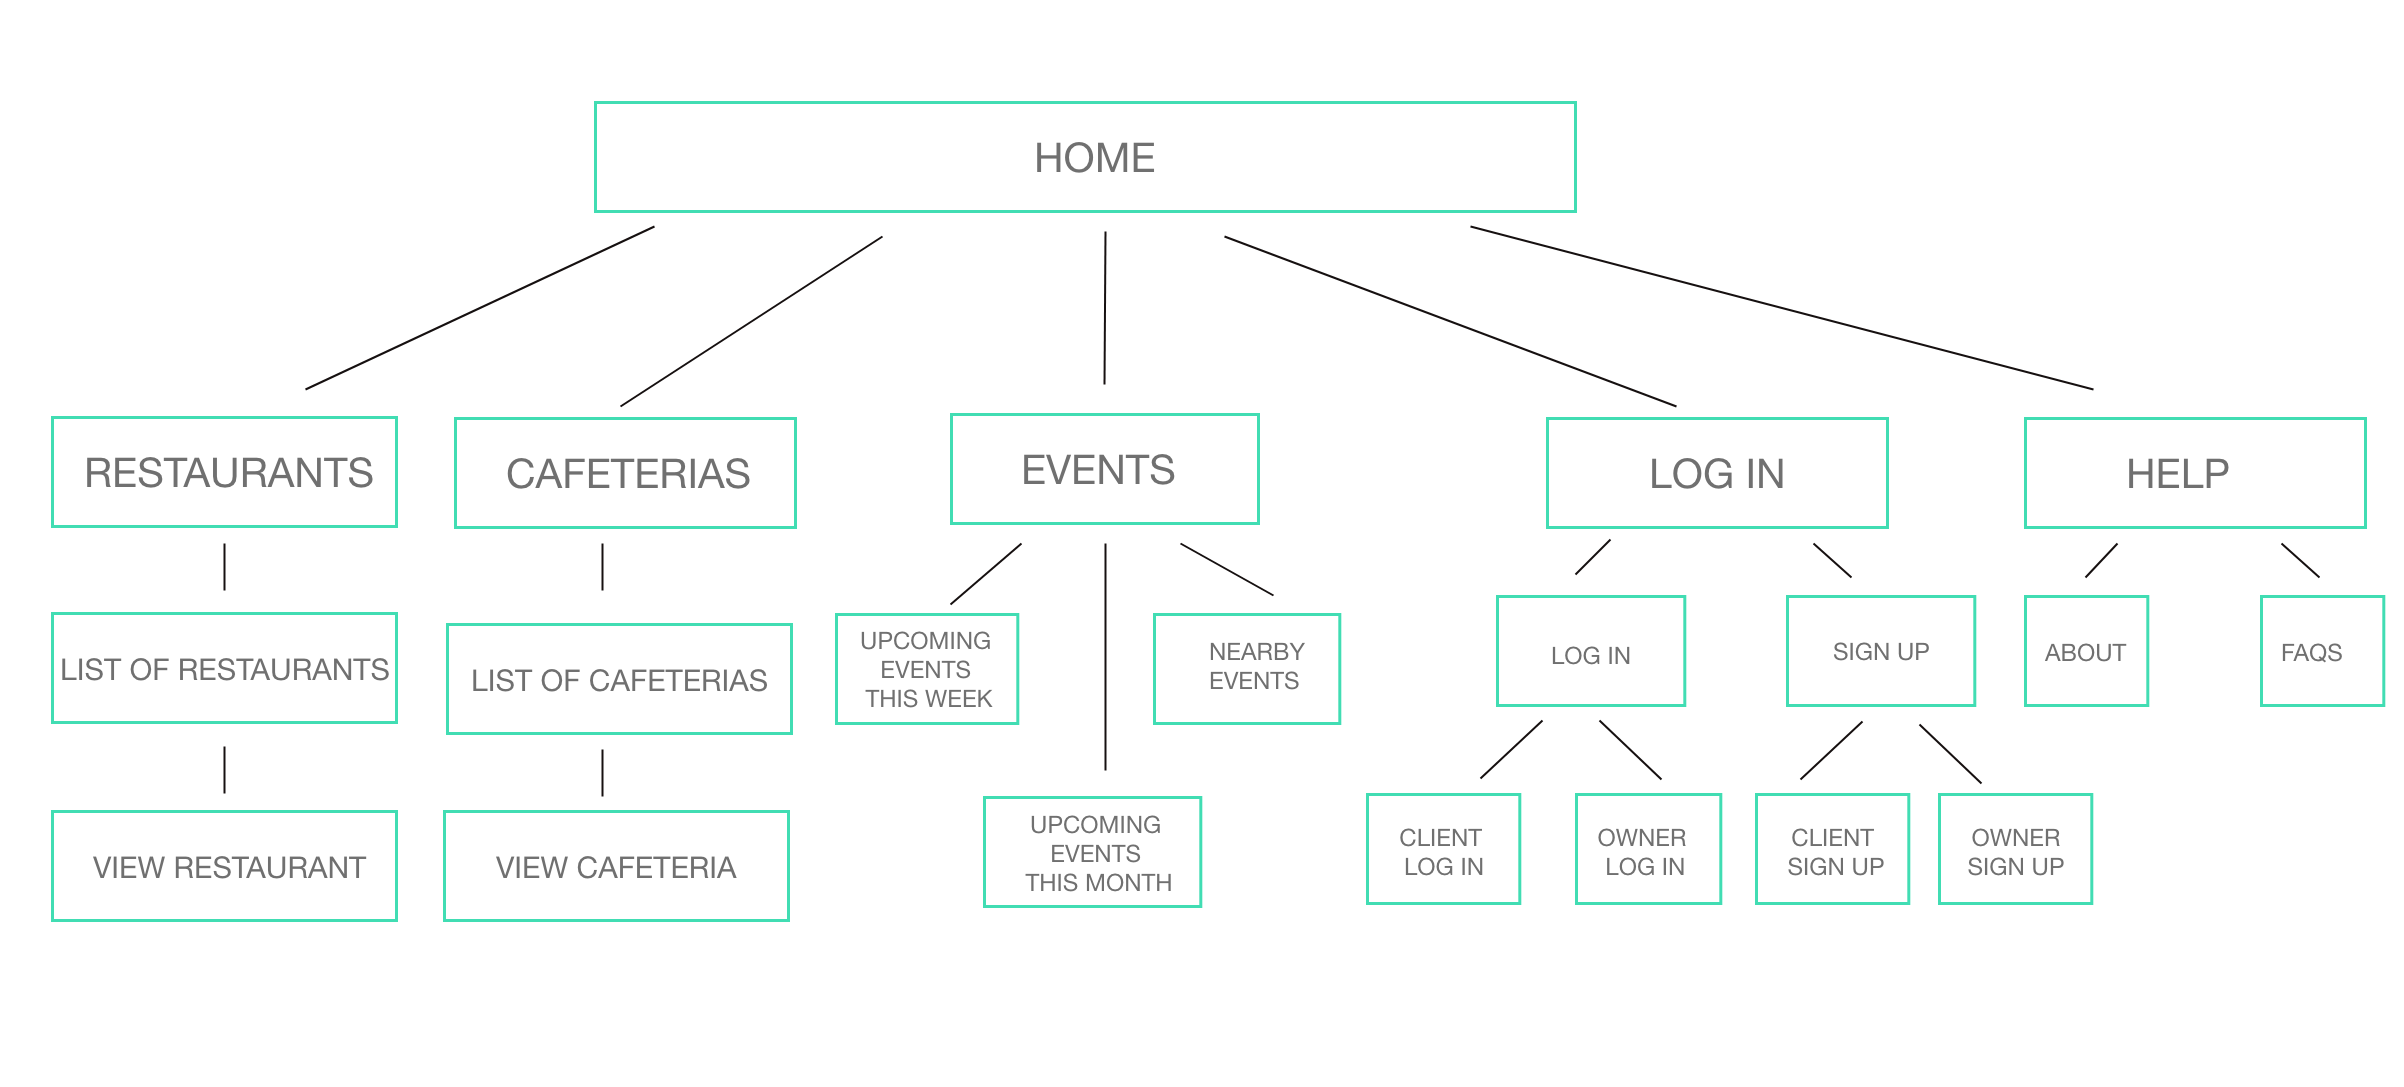 HOME
RESTAURANTS
CAFETERIAS
EVENTS
LOG IN
HELP
LIST OF RESTAURANTS
LIST OF CAFETERIAS
UPCOMING
EVENTS
THIS WEEK
NEARBY
EVENTS
LOG IN
SIGN UP
ABOUT
FAQS
VIEW RESTAURANT
VIEW CAFETERIA
UPCOMING
EVENTS
THIS MONTH
CLIENT
LOG IN
OWNER
LOG IN
CLIENT
SIGN UP
OWNER
SIGN UP